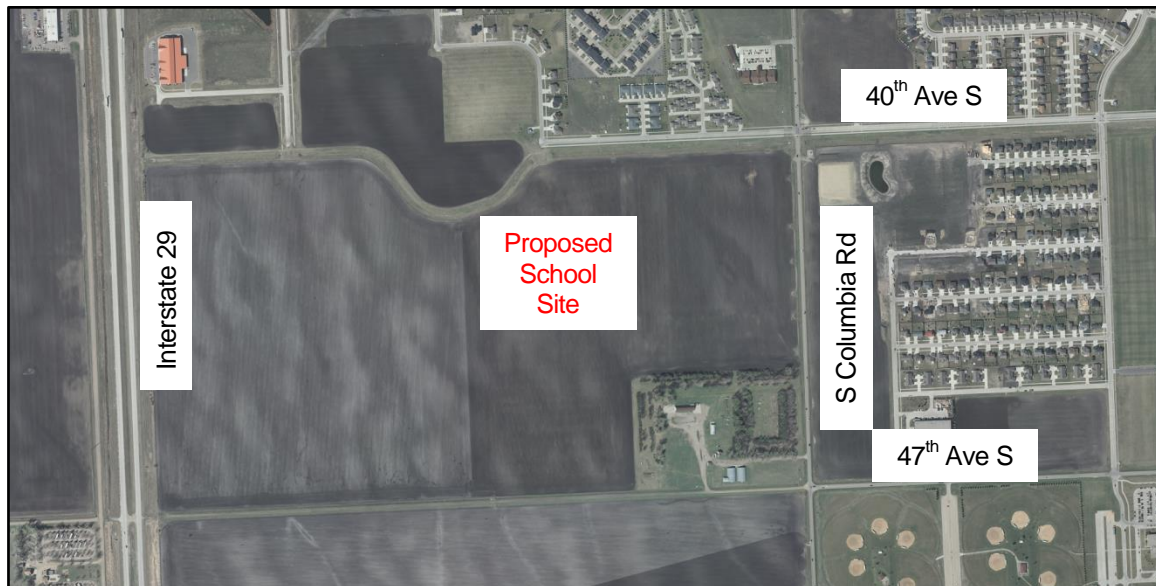 40th Ave S
Interstate 29
Proposed
School
Site
S Columbia Rd
47th Ave S